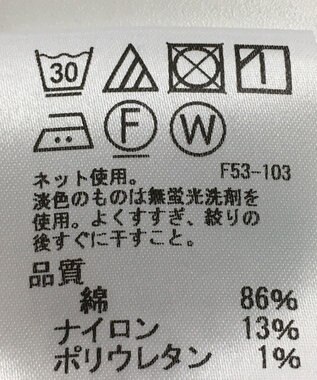 30
F W
F53-103
ネット使用。
淡色のものは無蛍光洗剤を
使用。よくすすぎ、絞りの
後すぐに干すこと。
品質
綿 86%
ナイロン 13%
ポリウレタン 1%